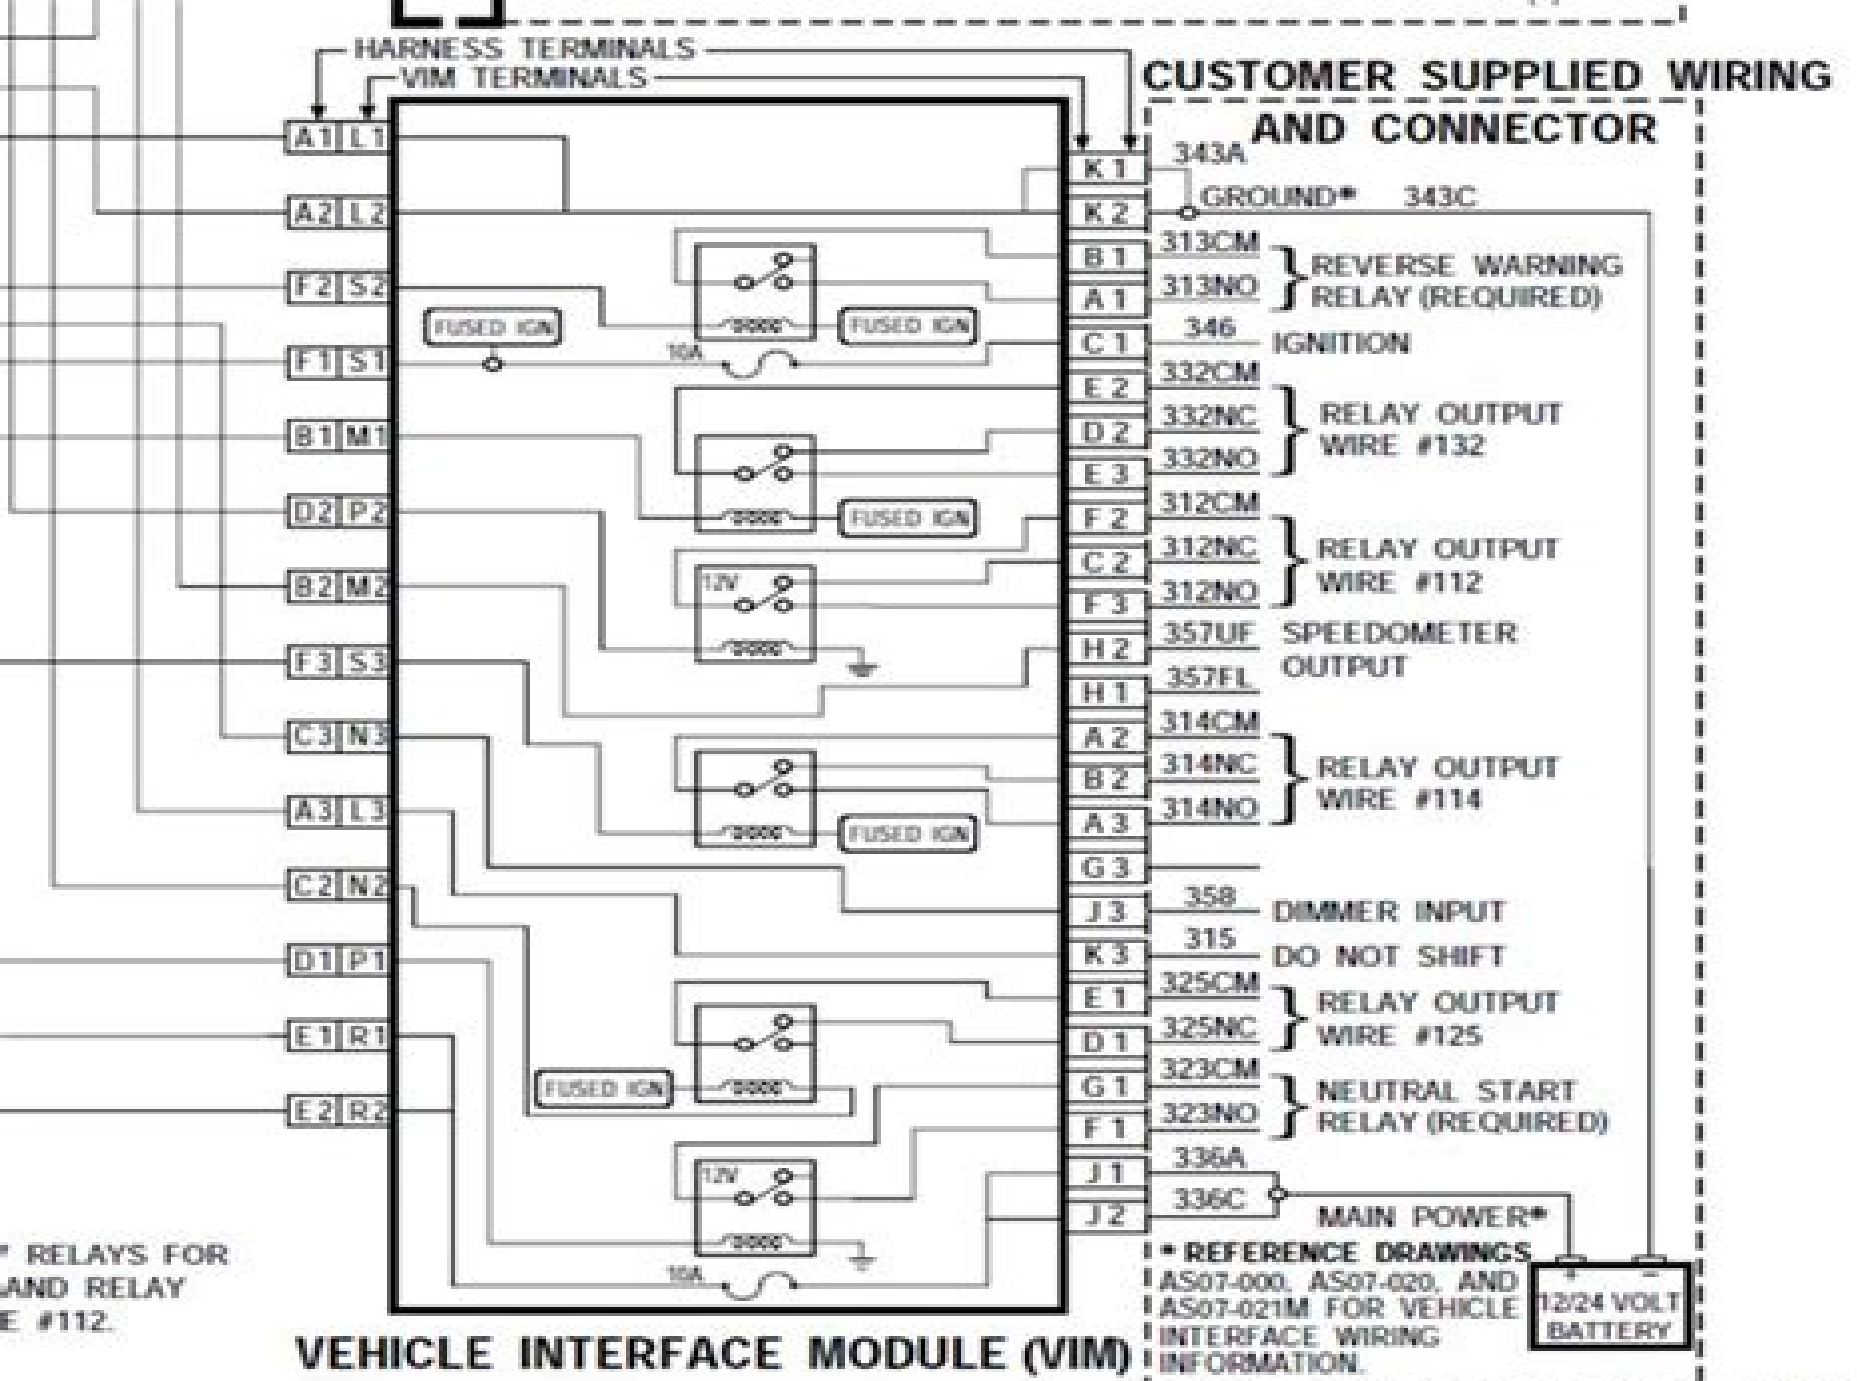 HARNESS TERMINALS
VIM TERMINALS
CUSTOMER SUPPLIED WIRING
AND CONNECTOR
A1 L1
K1 343A
A2 L2
K2 GROUND* 343C
B1 313CM
REVERSE WARNING
F2 S2
A1 313NO
RELAY (REQUIRED)
FUSED IGN
FUSED IGN
C1 346 IGNITION
F1 S1
10A
E2 332CM
RELAY OUTPUT
B1 M1
D2 332NC
WIRE #132
E3 332NO
D2 P2
FUSED IGN
F2 312CM
RELAY OUTPUT
C2 312NC
WIRE #112
B2 M2
12V
F3 312NO
H2 357UF SPEEDOMETER
OUTPUT
F3 S3
H1 357FL
C3 N3
A2 314CM
RELAY OUTPUT
B2 314NC
WIRE #114
A3 L3
A3 314NO
FUSED IGN
G3
C2 N2
J3 358 DIMMER INPUT
D1 P1
K3 315 DO NOT SHIFT
E1 325CM
RELAY OUTPUT
E1 R1
D1 325NC
WIRE #125
FUSED IGN
G1 323CM
NEUTRAL START
E2 R2
F1 323NO
RELAY (REQUIRED)
12V
J1 336A
J2 336C
MAIN POWER*
10A
RELAYS FOR
AND RELAY
E #112.
* REFERENCE DRAWINGS
AS07-000, AS07-020, AND
AS07-021M FOR VEHICLE
INTERFACE WIRING
INFORMATION.
+ −
12/24 VOLT
BATTERY
VEHICLE INTERFACE MODULE (VIM)